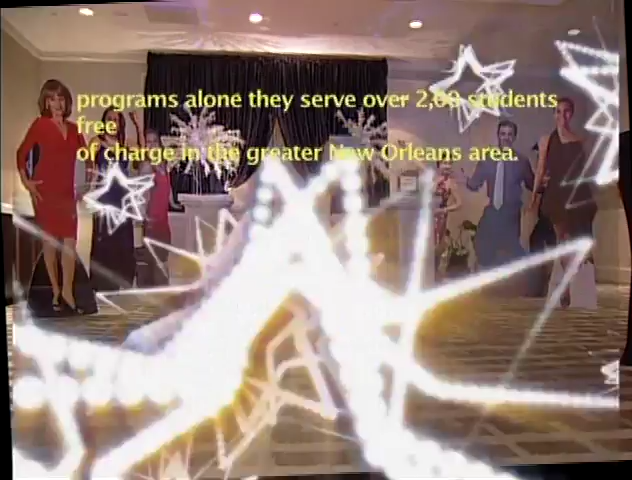 programs alone they serve over students
free
of charge in the greater New Orleans area.